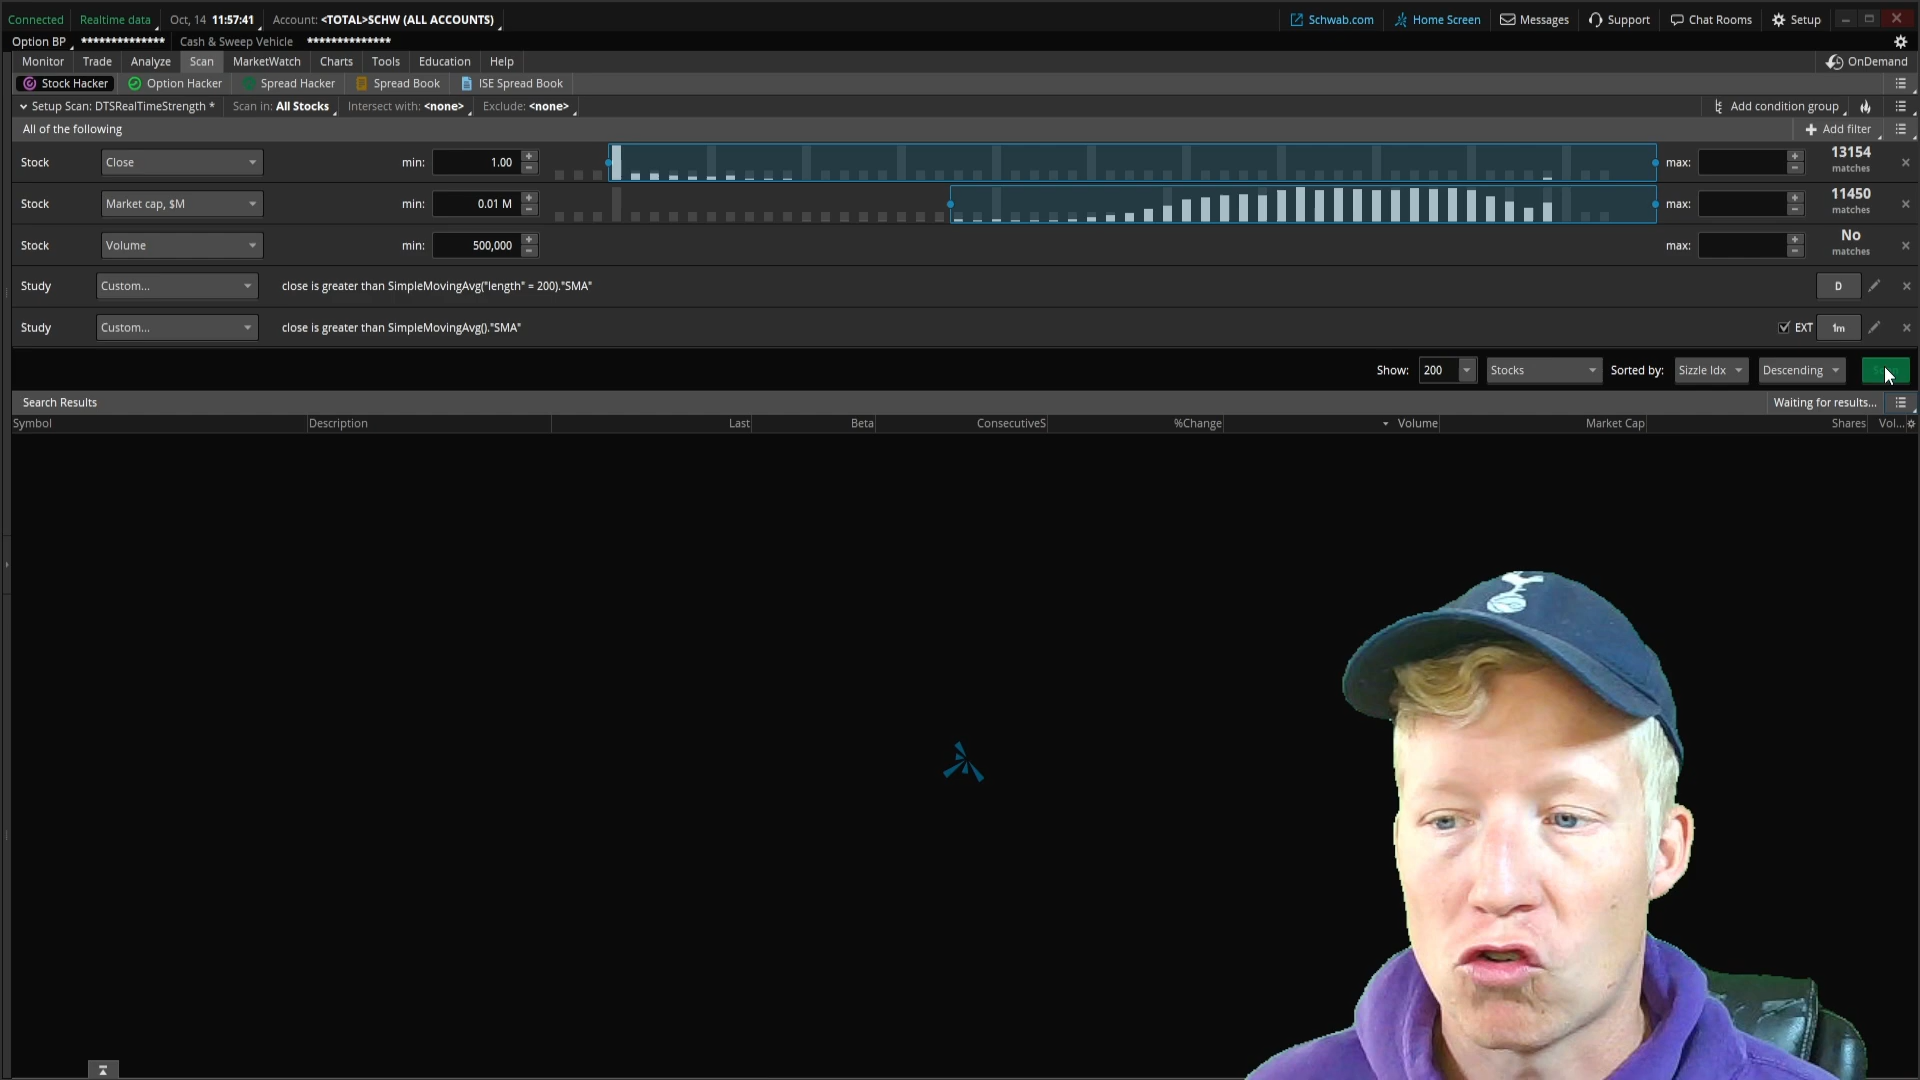 Connected Realtime data Oct, 14 11:57:41 Account: <TOTAL>SCHW (ALL ACCOUNTS) Schwab.com Home Screen Messages Support Chat Rooms Setup
Option BP ************** Cash & Sweep Vehicle **************
Monitor Trade Analyze Scan MarketWatch Charts Tools Education Help OnDemand
Stock Hacker Option Hacker Spread Hacker Spread Book ISE Spread Book
Setup Scan: DTSRealTimeStrength * Scan in: All Stocks Intersect with: <none> Exclude: <none> Add condition group
All of the following Add filter
Stock Close min: 1.00 max: 13154 matches
Stock Market cap, $M min: 0.01 M max: 11450 matches
Stock Volume min: 500,000 max: No matches
Study Custom... close is greater than SimpleMovingAvg("length" = 200)."SMA" D
Study Custom... close is greater than SimpleMovingAvg()."SMA" EXT 1m
Show: 200 Stocks Sorted by: Sizzle Idx Descending
Search Results Waiting for results...
Symbol Description Last Beta ConsecutiveS %Change Volume Market Cap Shares Vol...